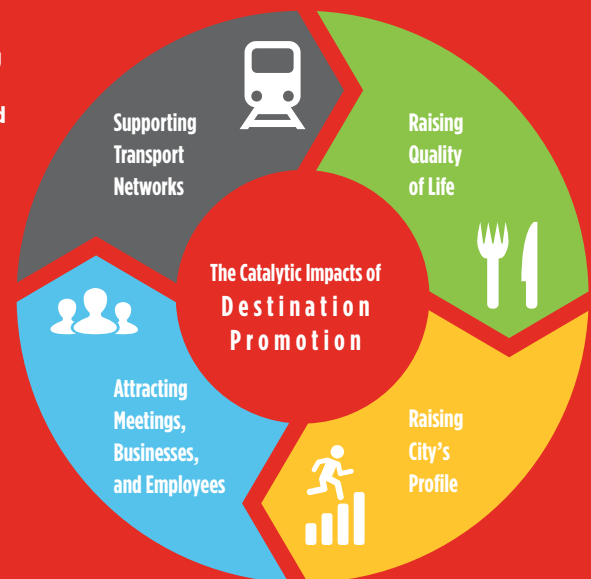 Supporting
Transport
Networks
Raising
Quality
of Life
The Catalytic Impacts of
Destination
Promotion
Attracting
Meetings,
Businesses,
and Employees
Raising
City's
Profile